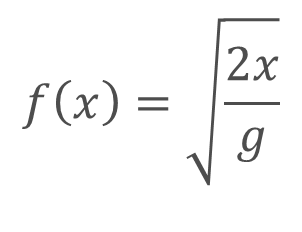 f(x) = √(2x/g)